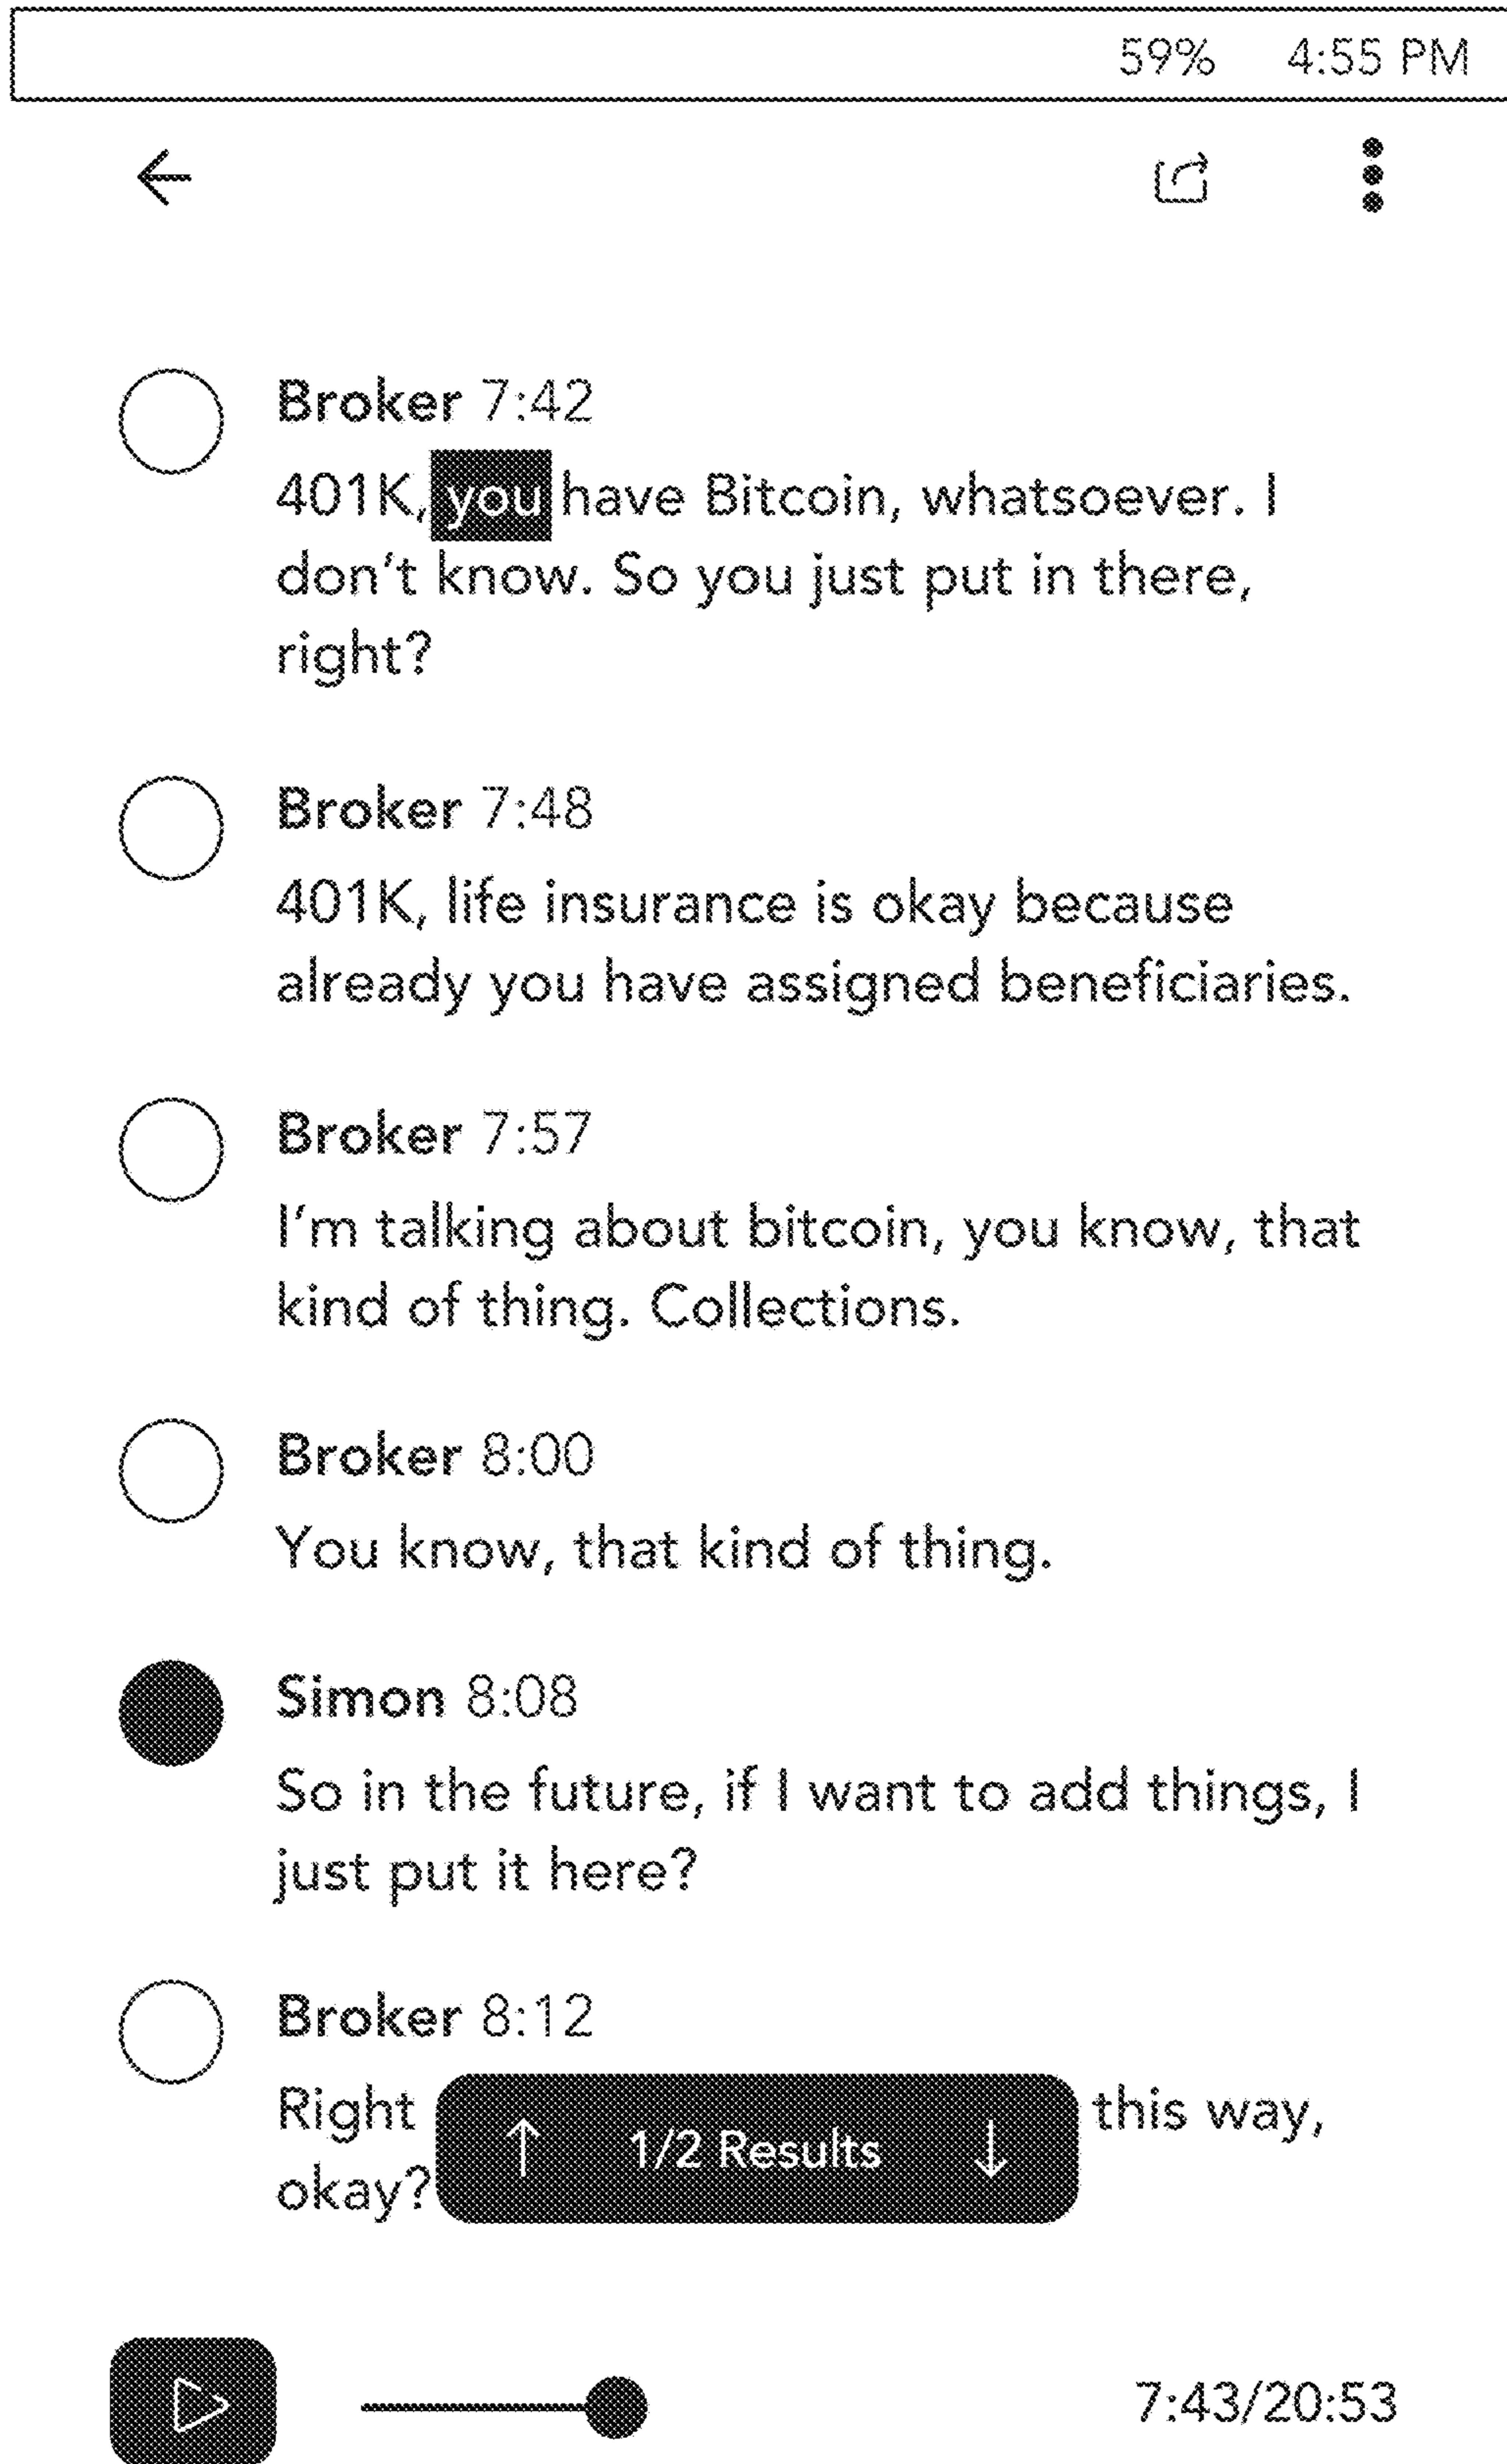 59% 4:55 PM
Broker 7:42
401K, you have Bitcoin, whatsoever. I
don't know. So you just put in there,
right?
Broker 7:48
401K, life insurance is okay because
already you have assigned beneficiaries.
Broker 7:57
I'm talking about bitcoin, you know, that
kind of thing. Collections.
Broker 8:00
You know, that kind of thing.
Simon 8:08
So in the future, if I want to add things, I
just put it here?
Broker 8:12
Right this way,
okay?
1/2 Results
7:43/20:53